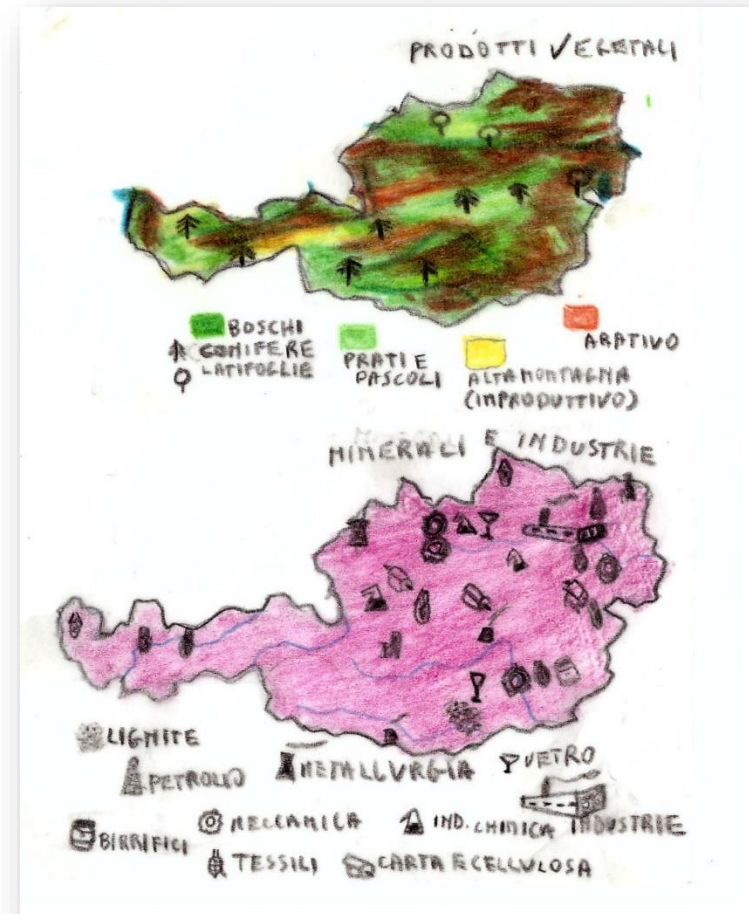 PRODOTTI VEGETALI
BOSCHI
CONIFERE
LATIFOGLIE
PRATI E
PASCOLI
ALTA MONTAGNA
(INPRODUTTIVO)
ARATIVO
MINERALI E INDUSTRIE
LIGNITE
PETROLIO
METALLURGIA
VETRO
BIRRIFICI
MECCANICA
IND. CHIMICA
INDUSTRIE
TESSILI
CARTA E CELLULOSA